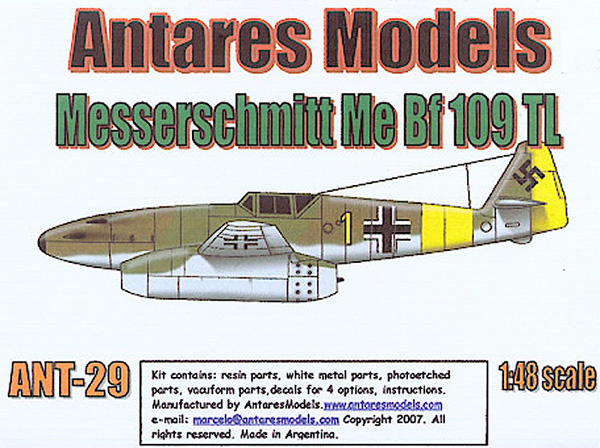 Antares Models
Messerschmitt Me Bf 109 TL
1
ANT-29
Kit contains: resin parts, white metal parts, photoetched
parts, vacuform parts,decals for 4 options, instructions.
Manufactured by AntaresModels.www.antaresmodels.com
e-mail: marcelo@antaresmodels.com Copyright 2007. All
rights reserved. Made in Argentina.
1:48 scale